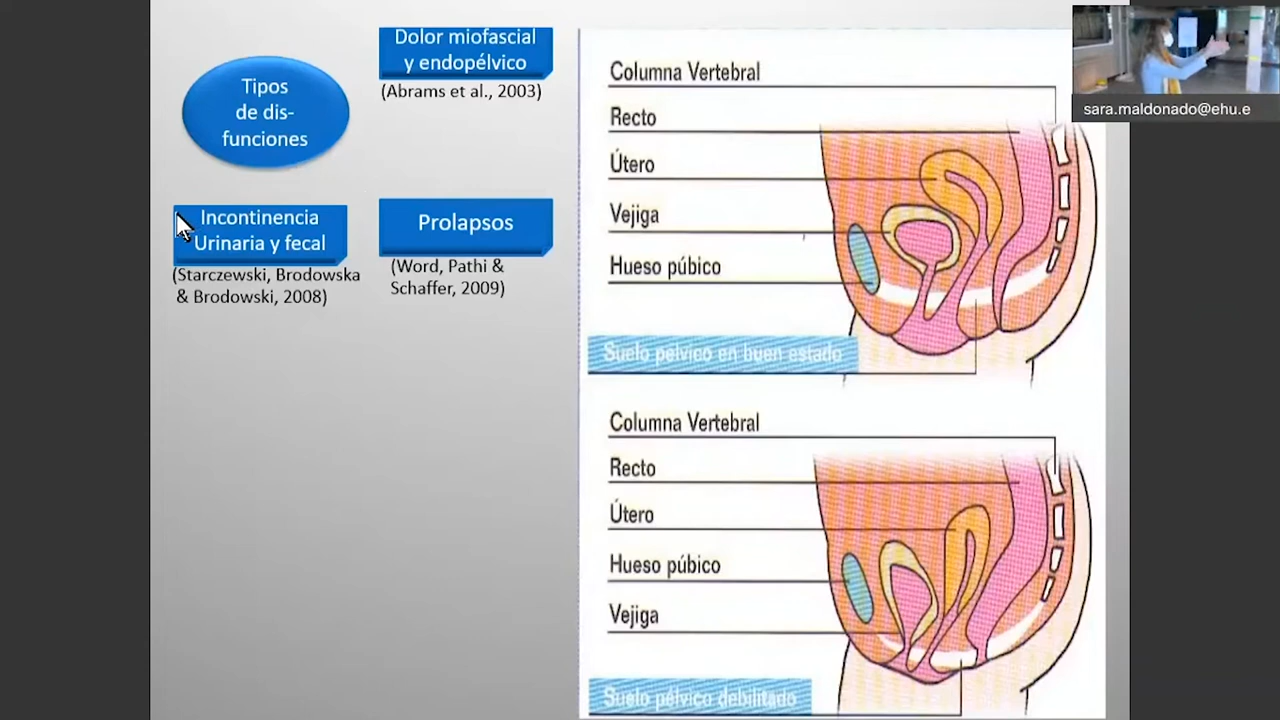 Tipos
de dis-
funciones
Dolor miofascial
y endopélvico
(Abrams et al., 2003)
Incontinencia
Urinaria y fecal
(Starczewski, Brodowska
& Brodowski, 2008)
Prolapsos
(Word, Pathi &
Schaffer, 2009)
Columna Vertebral
Recto
Útero
Vejiga
Hueso púbico
Suelo pélvico en buen estado
Columna Vertebral
Recto
Útero
Hueso púbico
Vejiga
Suelo pélvico debilitado
sara.maldonado@ehu.e